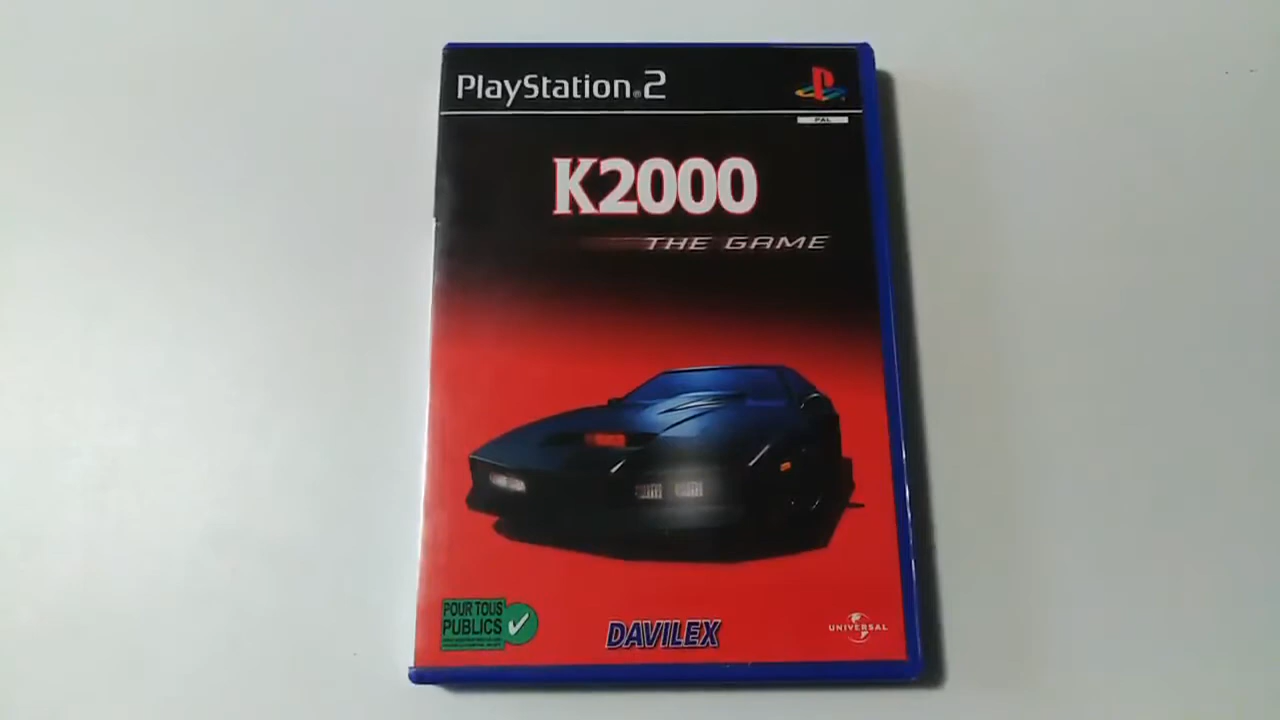 PlayStation®2
PAL
K2000
THE GAME
POUR TOUS
PUBLICS
DAVILEX
UNIVERSAL